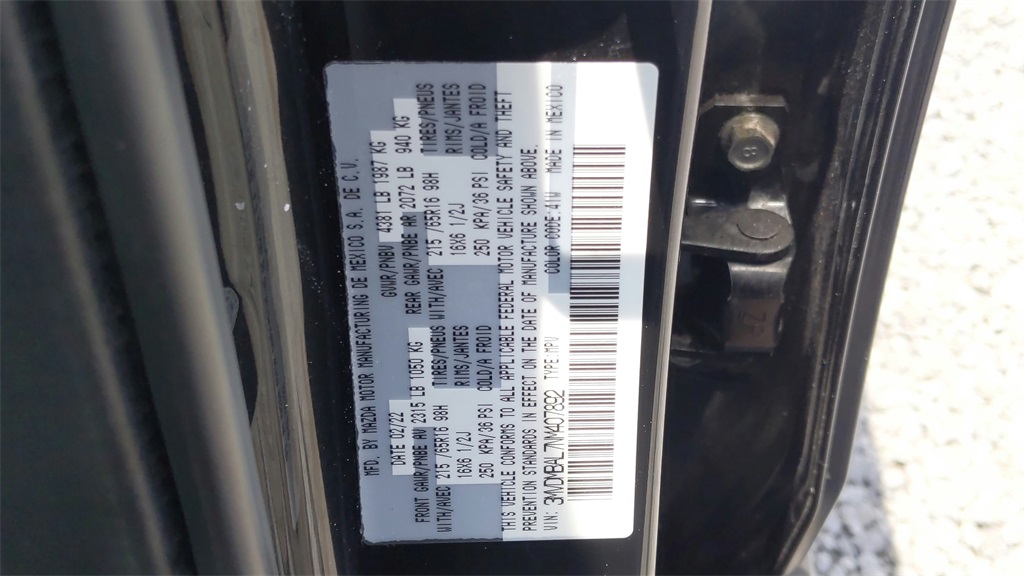 MFD. BY MAZDA MOTOR MANUFACTURING DE MEXICO S.A. DE C.V.
DATE 02/22 GVWR/PNBV 4381 LB 1987 KG
FRONT GAWR/PNBE AV 2315 LB 1050 KG REAR GAWR/PNBE AR 2072 LB 940 KG
WITH/AVEC 215 /65R16 98H TIRES/PNEUS WITH/AVEC 215 /65R16 98H TIRES/PNEUS
16X6 1/2J RIMS/JANTES 16X6 1/2J RIMS/JANTES
250 KPA/36 PSI COLD/A FROID 250 KPA/36 PSI COLD/A FROID
THIS VEHICLE CONFORMS TO ALL APPLICABLE FEDERAL MOTOR VEHICLE SAFETY AND THEFT
PREVENTION STANDARDS IN EFFECT ON THE DATE OF MANUFACTURE SHOWN ABOVE.
VIN: 3MVDMBAL7NM407892 TYPE:MPV COLOR CODE:41W MADE IN MEXICO
8